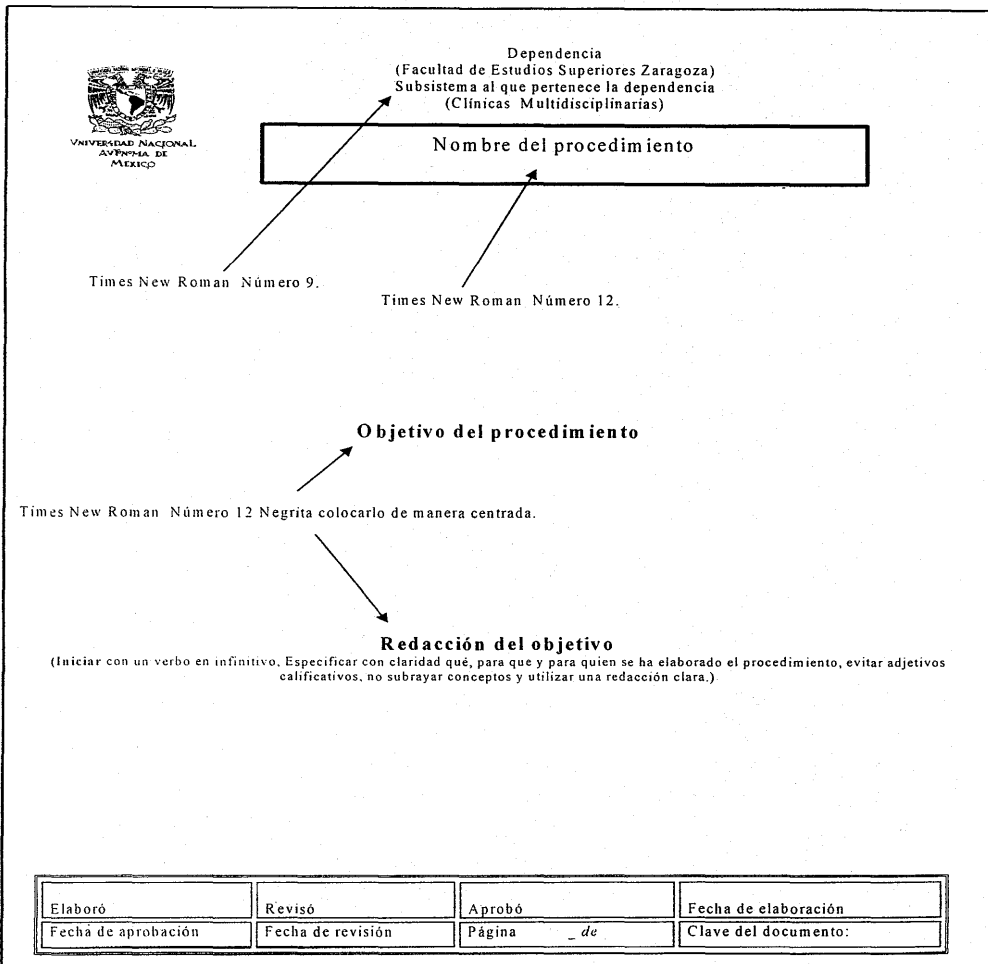 Dependencia
(Facultad de Estudios Superiores Zaragoza)
Subsistema al que pertenece la dependencia
(Clínicas Multidisciplinarias)
VNIVERSIDAD NACIONAL
AVTNOMA DE
MEXICO
Nombre del procedimiento
Times New Roman Número 9.
Times New Roman Número 12.
Objetivo del procedimiento
Times New Roman Número 12 Negrita colocarlo de manera centrada.
Redacción del objetivo
(Iniciar con un verbo en infinitivo, Especificar con claridad qué, para que y para quien se ha elaborado el procedimiento, evitar adjetivos
calificativos, no subrayar conceptos y utilizar una redacción clara.)
Elaboró Revisó Aprobó Fecha de elaboración
Fecha de aprobación Fecha de revisión Página _ de Clave del documento: